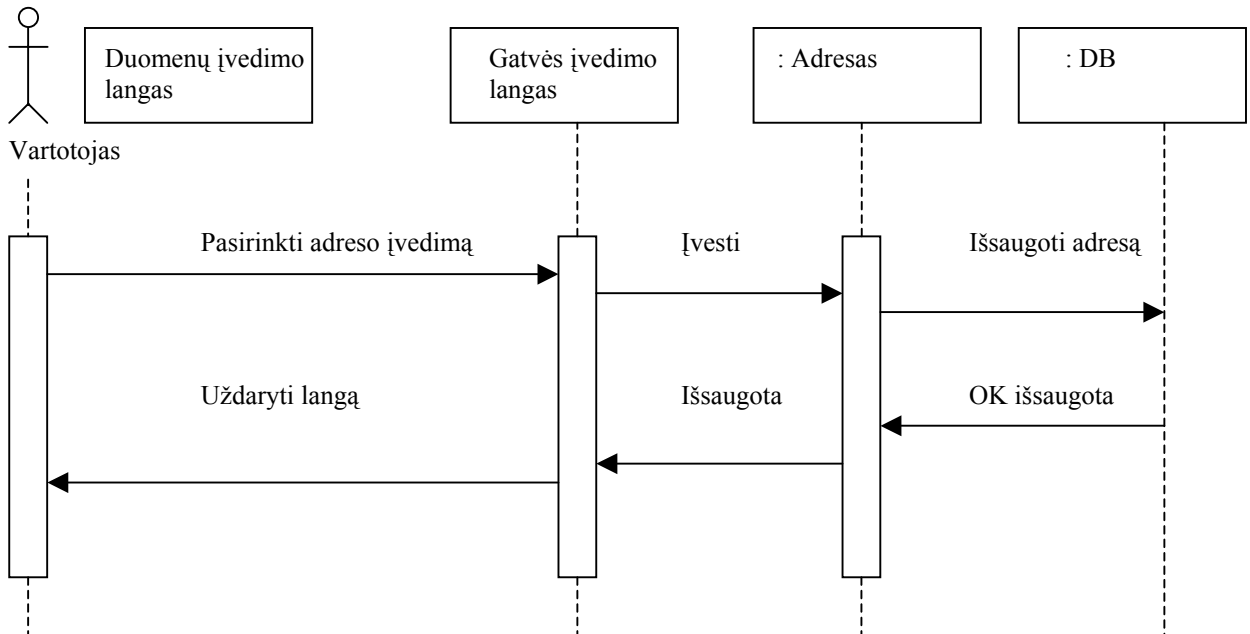 Duomenų įvedimo
langas
Gatvės įvedimo
langas
: Adresas
: DB
Vartotojas
Pasirinkti adreso įvedimą
Įvesti
Išsaugoti adresą
Uždaryti langą
Išsaugota
OK išsaugota